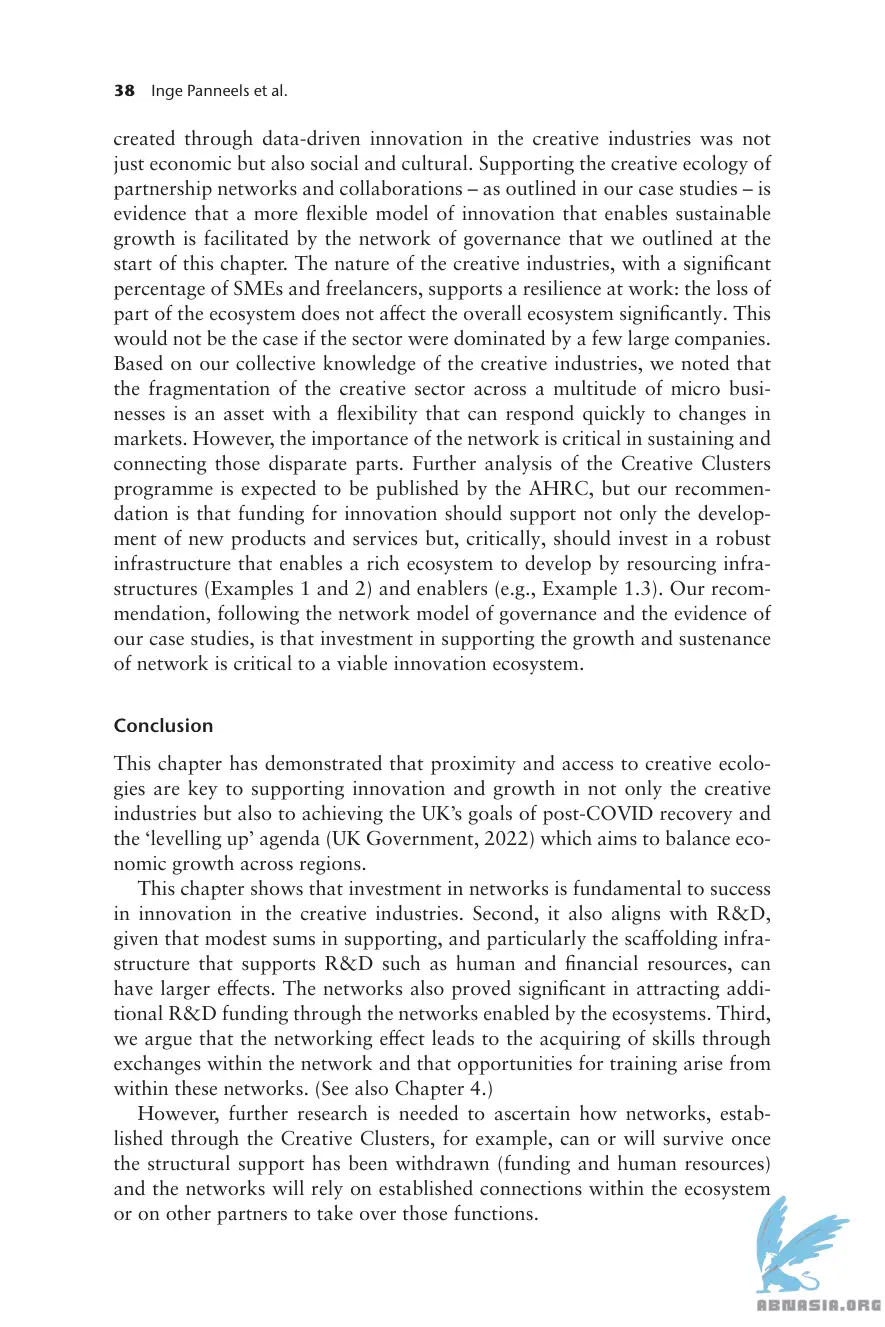 38 Inge Panneels et al.
created through data-driven innovation in the creative industries was not
just economic but also social and cultural. Supporting the creative ecology of
partnership networks and collaborations – as outlined in our case studies – is
evidence that a more flexible model of innovation that enables sustainable
growth is facilitated by the network of governance that we outlined at the
start of this chapter. The nature of the creative industries, with a significant
percentage of SMEs and freelancers, supports a resilience at work: the loss of
part of the ecosystem does not affect the overall ecosystem significantly. This
would not be the case if the sector were dominated by a few large companies.
Based on our collective knowledge of the creative industries, we noted that
the fragmentation of the creative sector across a multitude of micro busi-
nesses is an asset with a flexibility that can respond quickly to changes in
markets. However, the importance of the network is critical in sustaining and
connecting those disparate parts. Further analysis of the Creative Clusters
programme is expected to be published by the AHRC, but our recommen-
dation is that funding for innovation should support not only the develop-
ment of new products and services but, critically, should invest in a robust
infrastructure that enables a rich ecosystem to develop by resourcing infra-
structures (Examples 1 and 2) and enablers (e.g., Example 1.3). Our recom-
mendation, following the network model of governance and the evidence of
our case studies, is that investment in supporting the growth and sustenance
of network is critical to a viable innovation ecosystem.
Conclusion
This chapter has demonstrated that proximity and access to creative ecolo-
gies are key to supporting innovation and growth in not only the creative
industries but also to achieving the UK’s goals of post-COVID recovery and
the ‘levelling up’ agenda (UK Government, 2022) which aims to balance eco-
nomic growth across regions.
This chapter shows that investment in networks is fundamental to success
in innovation in the creative industries. Second, it also aligns with R&D,
given that modest sums in supporting, and particularly the scaffolding infra-
structure that supports R&D such as human and financial resources, can
have larger effects. The networks also proved significant in attracting addi-
tional R&D funding through the networks enabled by the ecosystems. Third,
we argue that the networking effect leads to the acquiring of skills through
exchanges within the network and that opportunities for training arise from
within these networks. (See also Chapter 4.)
However, further research is needed to ascertain how networks, estab-
lished through the Creative Clusters, for example, can or will survive once
the structural support has been withdrawn (funding and human resources)
and the networks will rely on established connections within the ecosystem
or on other partners to take over those functions.
ABNASIA.ORG